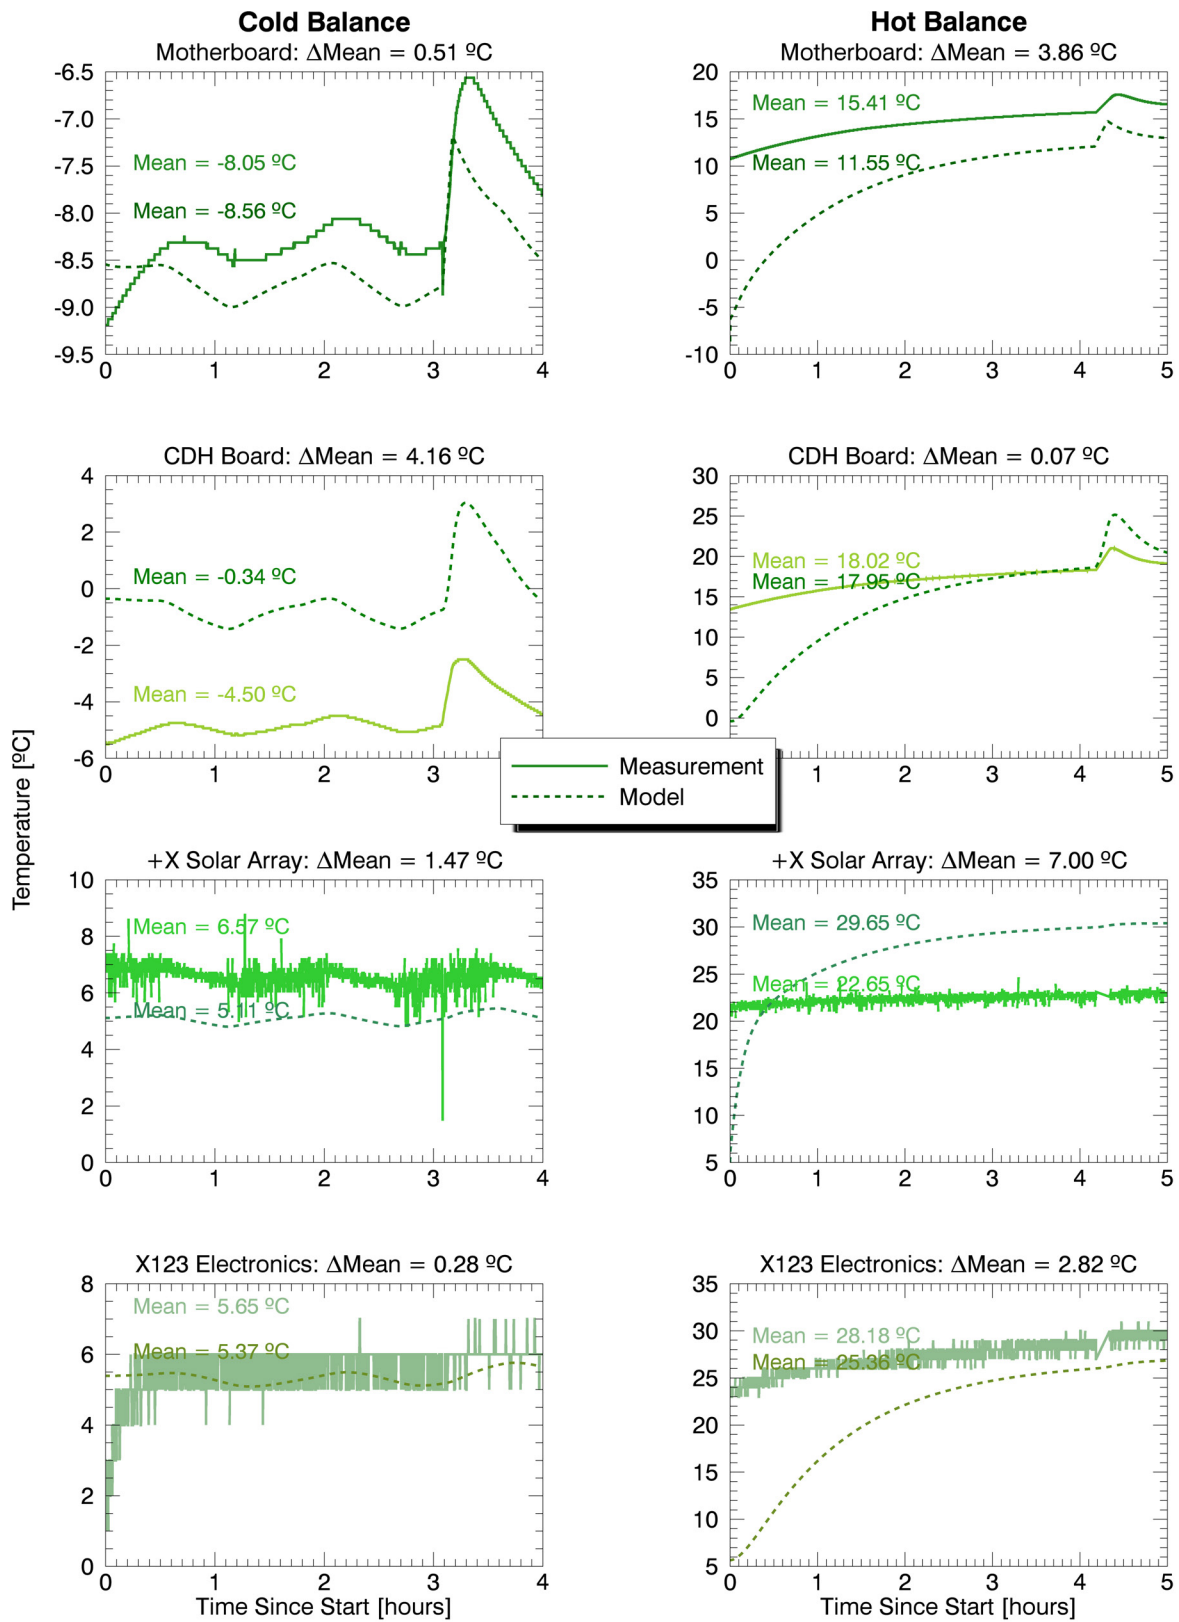 Cold Balance
Hot Balance
Motherboard: ΔMean = 0.51 ºC
Motherboard: ΔMean = 3.86 ºC
-6.5
-7.0
-7.5
-8.0
-8.5
-9.0
-9.5
Mean = -8.05 ºC
Mean = -8.56 ºC
0 1 2 3 4
20
15
10
5
0
-5
-10
Mean = 15.41 ºC
Mean = 11.55 ºC
0 1 2 3 4 5
CDH Board: ΔMean = 4.16 ºC
CDH Board: ΔMean = 0.07 ºC
4
2
0
-2
-4
-6
Mean = -0.34 ºC
Mean = -4.50 ºC
0 1 2 3
30
25
20
15
10
5
0
Mean = 18.02 ºC
Mean = 17.95 ºC
1 2 3 4 5
Measurement
Model
Temperature [ºC]
+X Solar Array: ΔMean = 1.47 ºC
+X Solar Array: ΔMean = 7.00 ºC
10
8
6
4
2
0
Mean = 6.57 ºC
Mean = 5.11 ºC
0 1 2 3 4
35
30
25
20
15
10
5
Mean = 29.65 ºC
Mean = 22.65 ºC
0 1 2 3 4 5
X123 Electronics: ΔMean = 0.28 ºC
X123 Electronics: ΔMean = 2.82 ºC
8
6
4
2
0
Mean = 5.65 ºC
Mean = 5.37 ºC
0 1 2 3 4
Time Since Start [hours]
35
30
25
20
15
10
5
Mean = 28.18 ºC
Mean = 25.36 ºC
0 1 2 3 4 5
Time Since Start [hours]